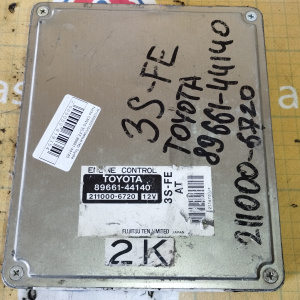 3S-FE
TOYOTA
89661-44140
211000-6720
ENGINE CONTROL
TOYOTA
89661-44140
211000-6720 12V
3S-FE
AT
FUJITSU TEN LIMITED JAPAN
2K